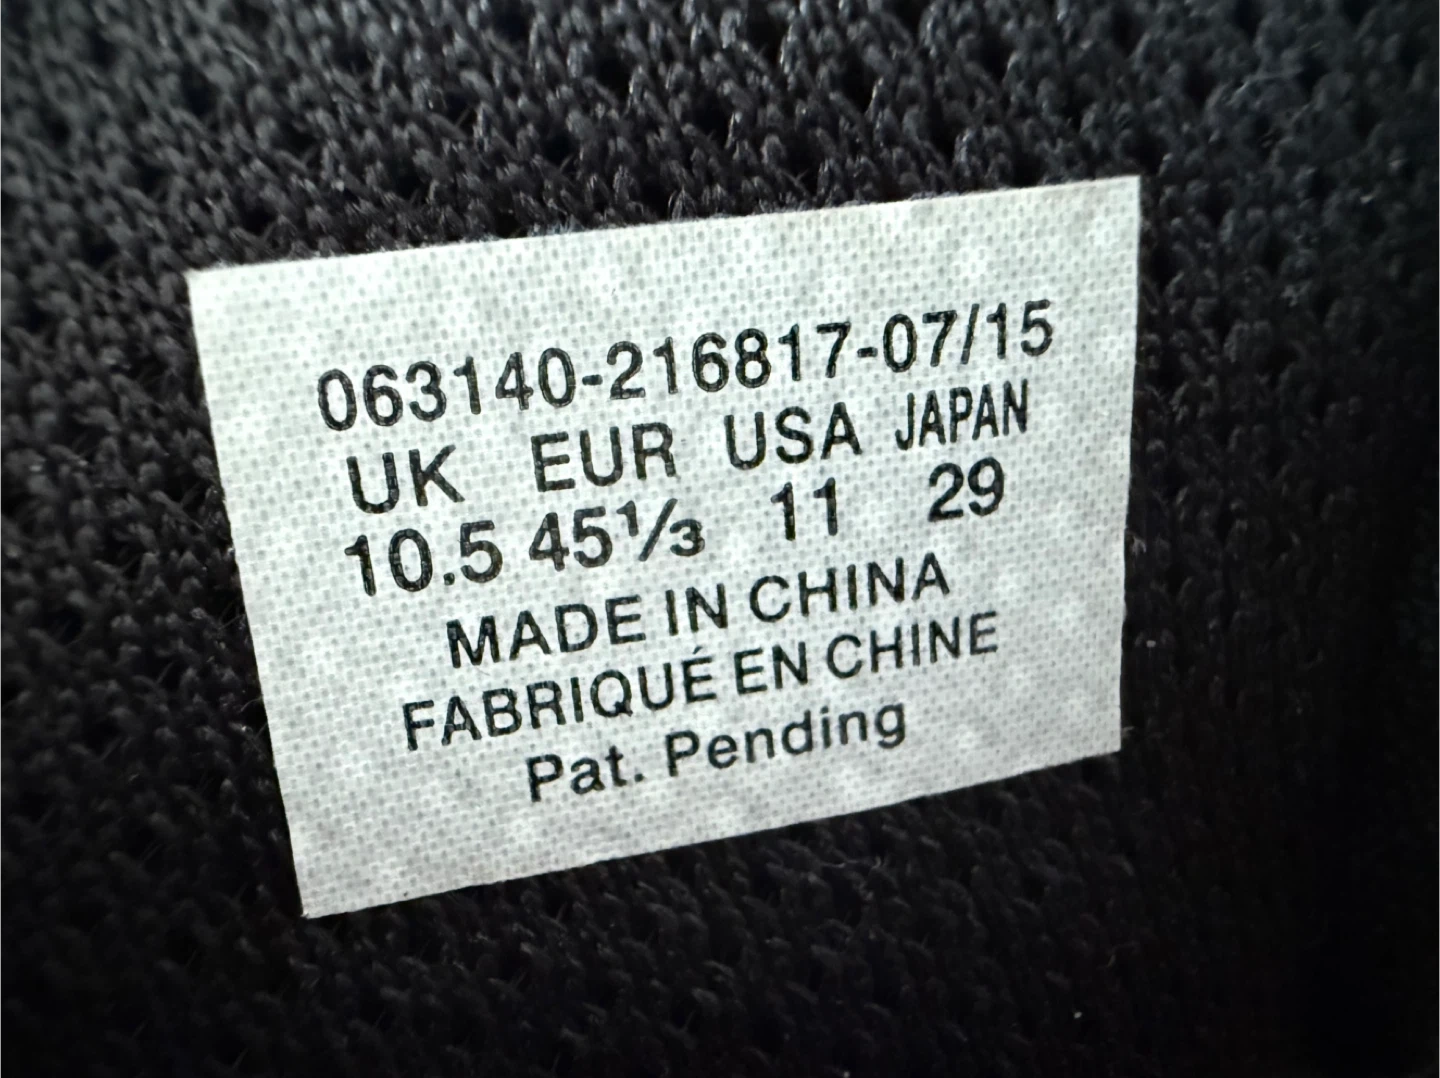 063140-216817-07/15
UK EUR USA JAPAN
10.5 45⅓ 11 29
MADE IN CHINA
FABRIQUÉ EN CHINE
Pat. Pending